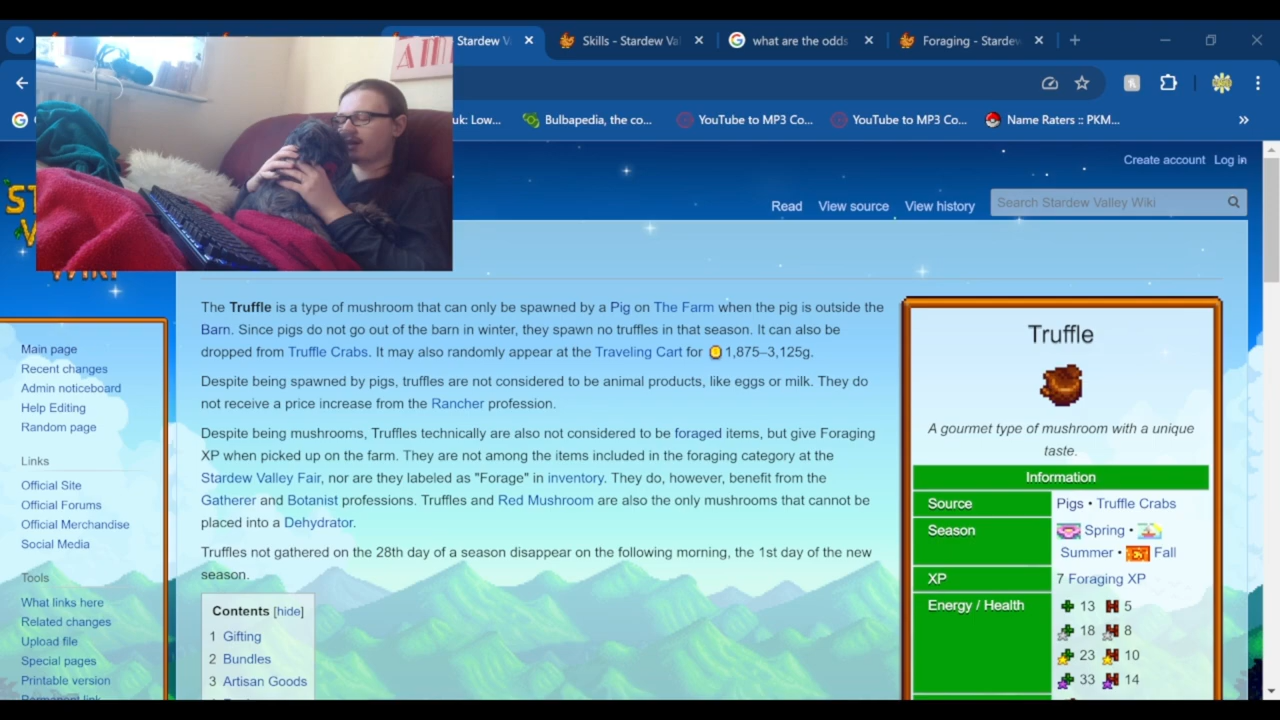 Stardew V
Skills - Stardew Val
what are the odds
Foraging - Stardew
AMI
uk: Low...
Bulbapedia, the co...
YouTube to MP3 Co...
YouTube to MP3 Co...
Name Raters :: PKM...
Create account Log in
Read View source View history
Search Stardew Valley Wiki
WIKI
Main page
Recent changes
Admin noticeboard
Help Editing
Random page
Links
Official Site
Official Forums
Official Merchandise
Social Media
Tools
What links here
Related changes
Upload file
Special pages
Printable version
Permanent link
The Truffle is a type of mushroom that can only be spawned by a Pig on The Farm when the pig is outside the
Barn. Since pigs do not go out of the barn in winter, they spawn no truffles in that season. It can also be
dropped from Truffle Crabs. It may also randomly appear at the Traveling Cart for 1,875–3,125g.
Despite being spawned by pigs, truffles are not considered to be animal products, like eggs or milk. They do
not receive a price increase from the Rancher profession.
Despite being mushrooms, Truffles technically are also not considered to be foraged items, but give Foraging
XP when picked up on the farm. They are not among the items included in the foraging category at the
Stardew Valley Fair, nor are they labeled as "Forage" in inventory. They do, however, benefit from the
Gatherer and Botanist professions. Truffles and Red Mushroom are also the only mushrooms that cannot be
placed into a Dehydrator.
Truffles not gathered on the 28th day of a season disappear on the following morning, the 1st day of the new
season.
Contents [hide]
1 Gifting
2 Bundles
3 Artisan Goods
Truffle
A gourmet type of mushroom with a unique
taste.
Information
Source Pigs • Truffle Crabs
Season Spring •
Summer • Fall
XP 7 Foraging XP
Energy / Health 13 5
18 8
23 10
33 14